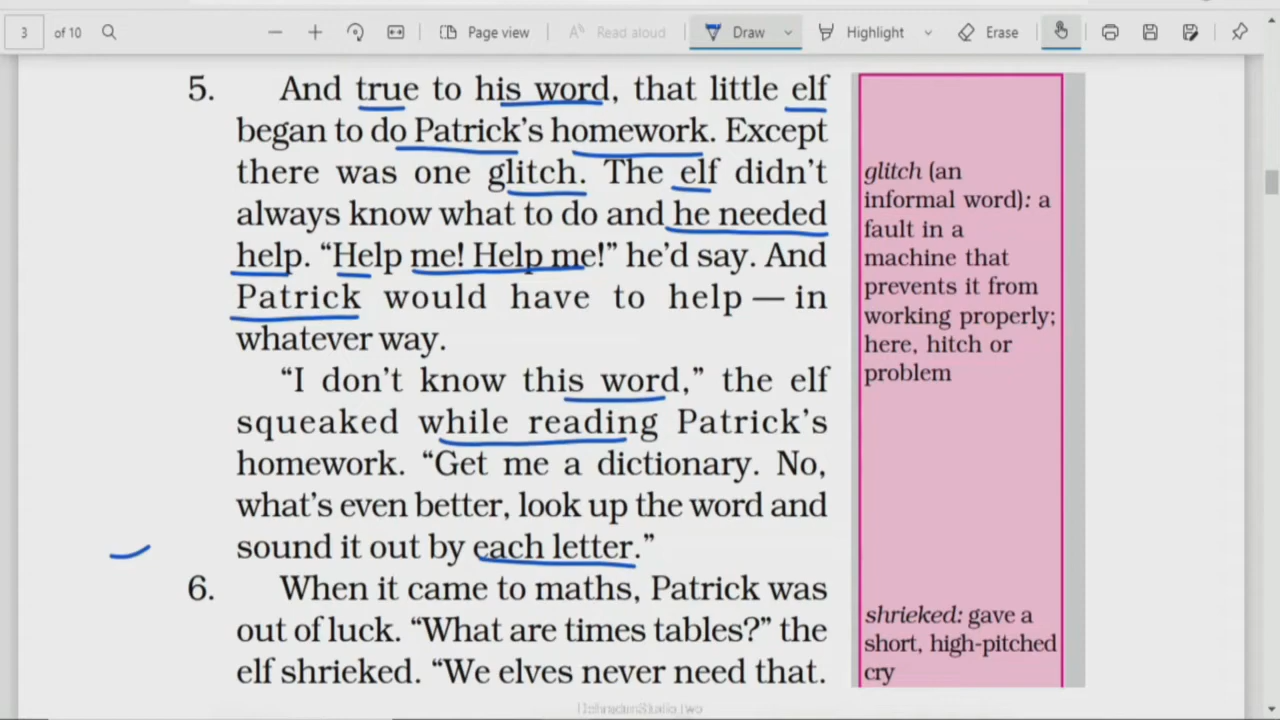 3 of 10 Page view Read aloud Draw Highlight Erase
5. And true to his word, that little elf
began to do Patrick's homework. Except
there was one glitch. The elf didn't
always know what to do and he needed
help. “Help me! Help me!” he'd say. And
Patrick would have to help — in
whatever way.
“I don't know this word,” the elf
squeaked while reading Patrick's
homework. “Get me a dictionary. No,
what's even better, look up the word and
sound it out by each letter.”
6. When it came to maths, Patrick was
out of luck. “What are times tables?” the
elf shrieked. “We elves never need that.
glitch (an
informal word): a
fault in a
machine that
prevents it from
working properly;
here, hitch or
problem
shrieked: gave a
short, high-pitched
cry